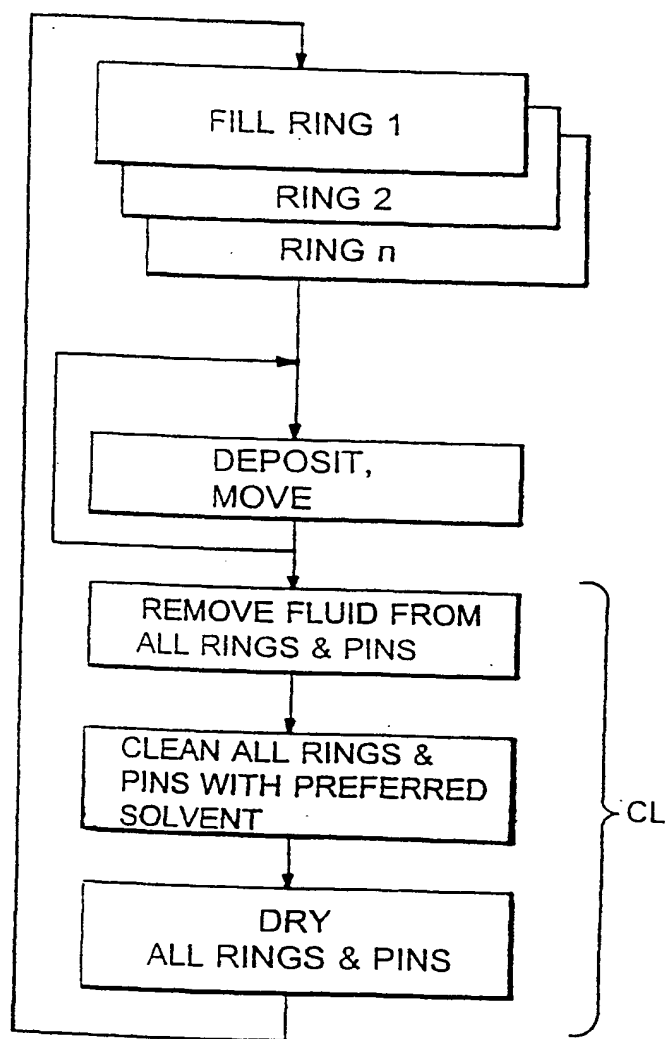 FILL RING 1
RING 2
RING n
DEPOSIT,
MOVE
REMOVE FLUID FROM
ALL RINGS & PINS
CLEAN ALL RINGS &
PINS WITH PREFERRED
SOLVENT
CL
DRY
ALL RINGS & PINS